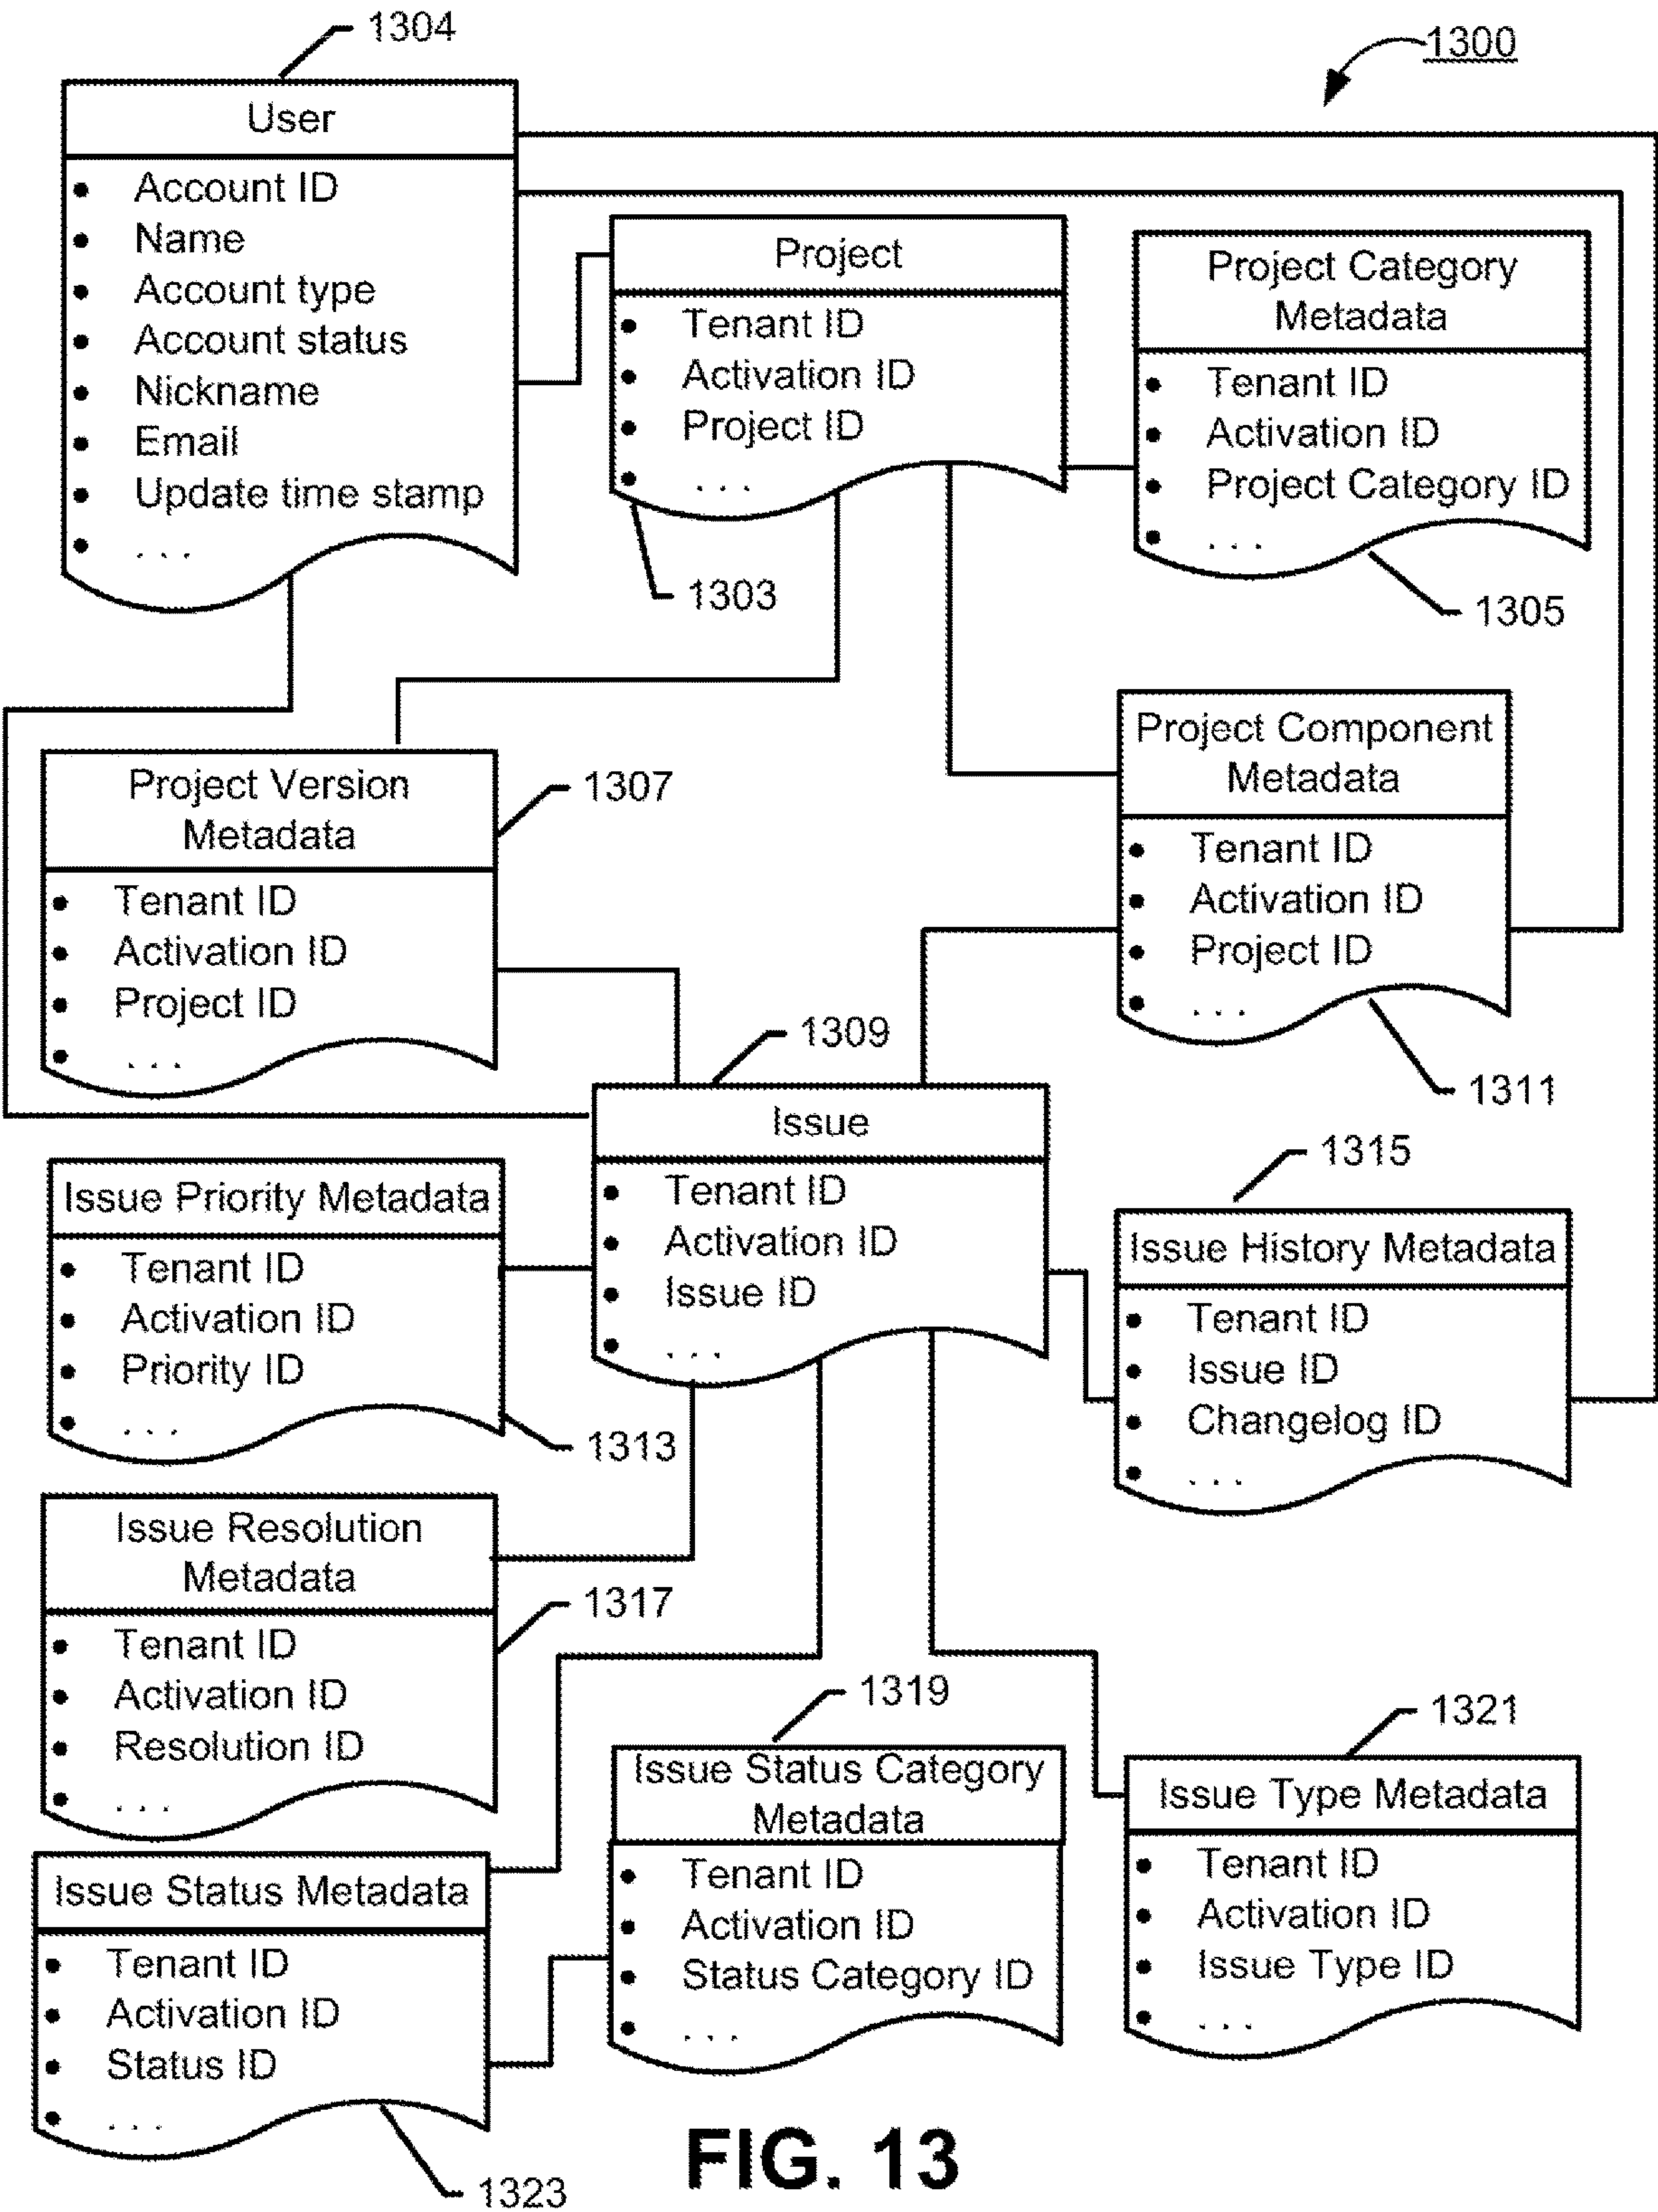 1304
1300
User
• Account ID
• Name
• Account type
• Account status
• Nickname
• Email
• Update time stamp
• . . .
Project
• Tenant ID
• Activation ID
• Project ID
• . . .
1303
Project Category
Metadata
• Tenant ID
• Activation ID
• Project Category ID
• . . .
1305
Project Version
Metadata
• Tenant ID
• Activation ID
• Project ID
• . . .
1307
Project Component
Metadata
• Tenant ID
• Activation ID
• Project ID
• . . .
1311
1309
Issue
• Tenant ID
• Activation ID
• Issue ID
• . . .
Issue Priority Metadata
• Tenant ID
• Activation ID
• Priority ID
• . . .
1313
1315
Issue History Metadata
• Tenant ID
• Issue ID
• Changelog ID
• . . .
Issue Resolution
Metadata
• Tenant ID
• Activation ID
• Resolution ID
• . . .
1317
1319
Issue Status Category
Metadata
• Tenant ID
• Activation ID
• Status Category ID
• . . .
1321
Issue Type Metadata
• Tenant ID
• Activation ID
• Issue Type ID
• . . .
Issue Status Metadata
• Tenant ID
• Activation ID
• Status ID
• . . .
1323
FIG. 13